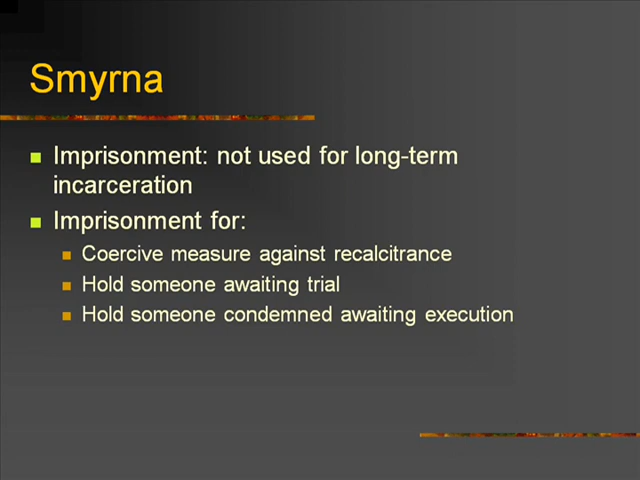 Smyrna
Imprisonment: not used for long-term
incarceration
Imprisonment for:
Coercive measure against recalcitrance
Hold someone awaiting trial
Hold someone condemned awaiting execution